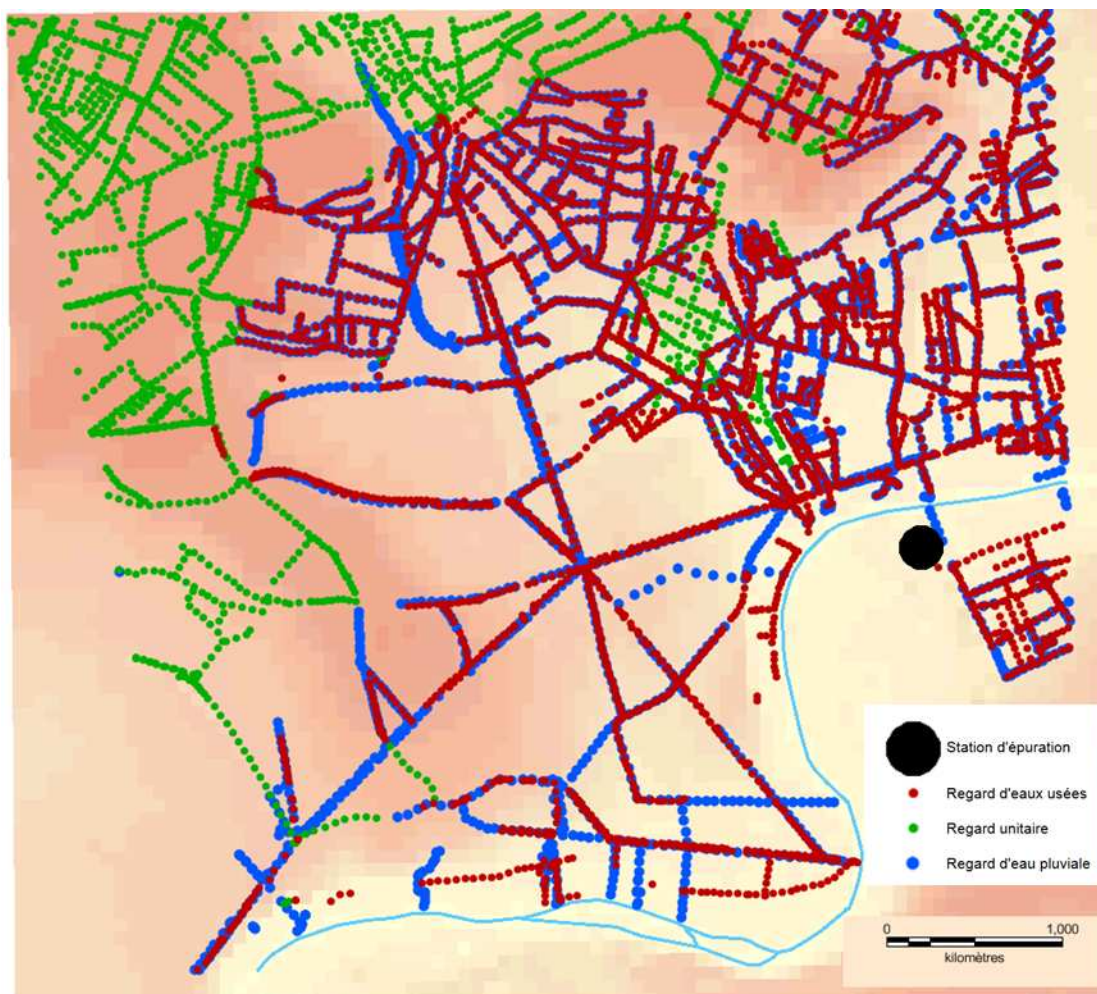 Station d'épuration
Regard d'eaux usées
Regard unitaire
Regard d'eau pluviale
0 1,000
kilomètres